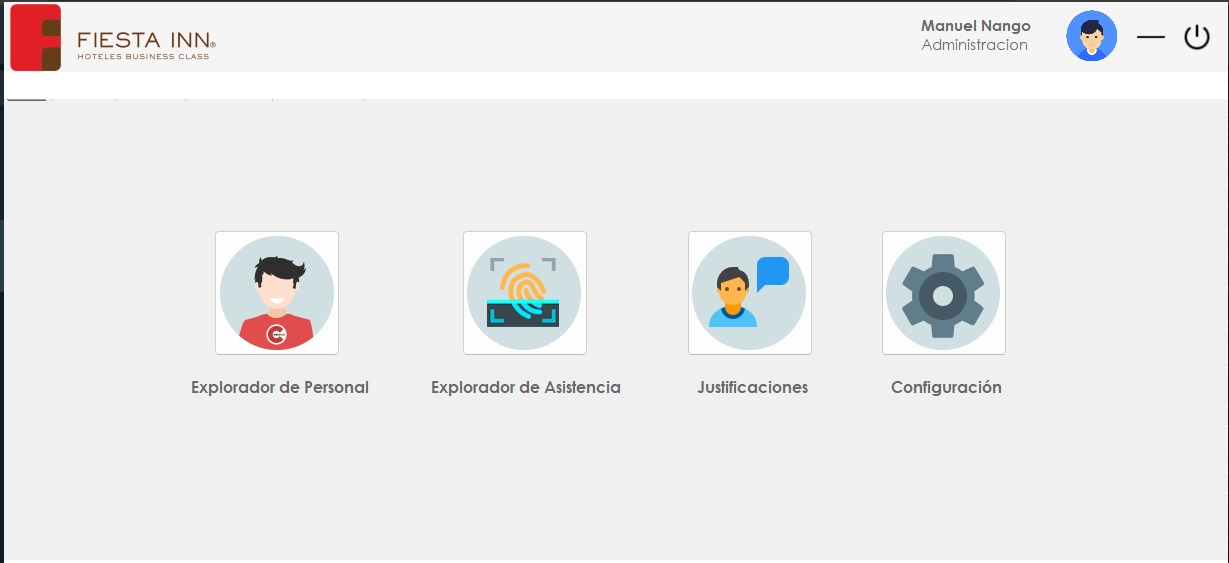 FIESTA INN®
HOTELES BUSINESS CLASS
Manuel Nango
Administracion
Explorador de Personal
Explorador de Asistencia
Justificaciones
Configuración